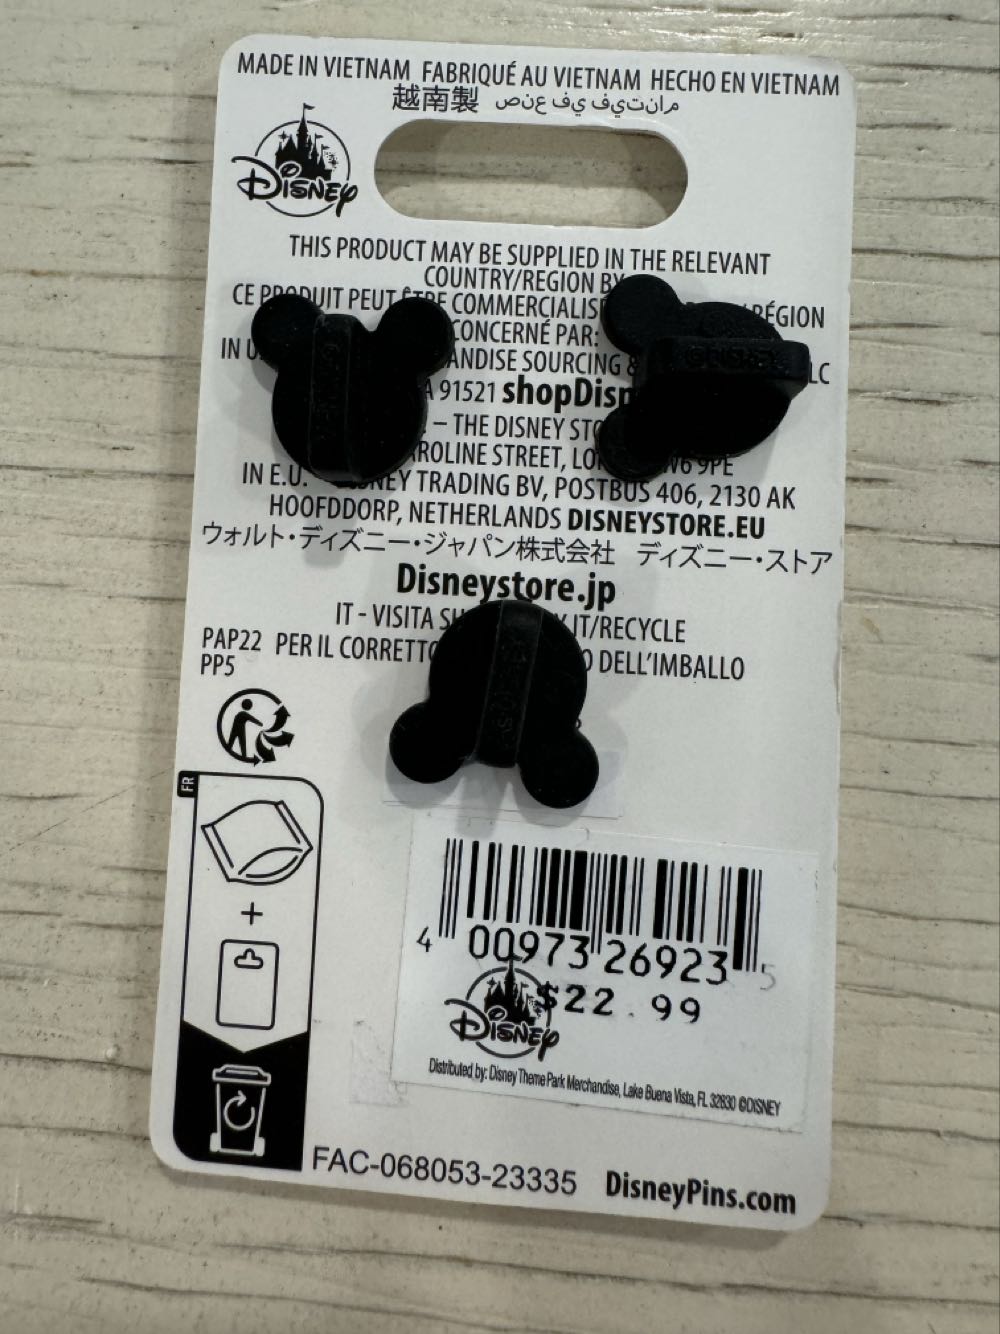 MADE IN VIETNAM FABRIQUÉ AU VIETNAM HECHO EN VIETNAM
越南製 صنع في فيتنام
DISNEY
THIS PRODUCT MAY BE SUPPLIED IN THE RELEVANT
COUNTRY/REGION BY
CE PRODUIT PEUT ÊTRE COMMERCIALIS RÉGION
CONCERNÉ PAR:
IN U. ANDISE SOURCING & LC
A 91521 shopDisn
– THE DISNEY STO
AROLINE STREET, LO W6 9PE
IN E.U. – DISNEY TRADING BV, POSTBUS 406, 2130 AK
HOOFDDORP, NETHERLANDS DISNEYSTORE.EU
ウォルト・ディズニー・ジャパン株式会社 ディズニー・ストア
Disneystore.jp
IT - VISITA SH IT/RECYCLE
PAP22 PER IL CORRETTO O DELL'IMBALLO
PP5
FR
+
4 00973 26923 5
$22.99
DISNEY
Distributed by: Disney Theme Park Merchandise, Lake Buena Vista, FL 32830 ©DISNEY
FAC-068053-23335 DisneyPins.com